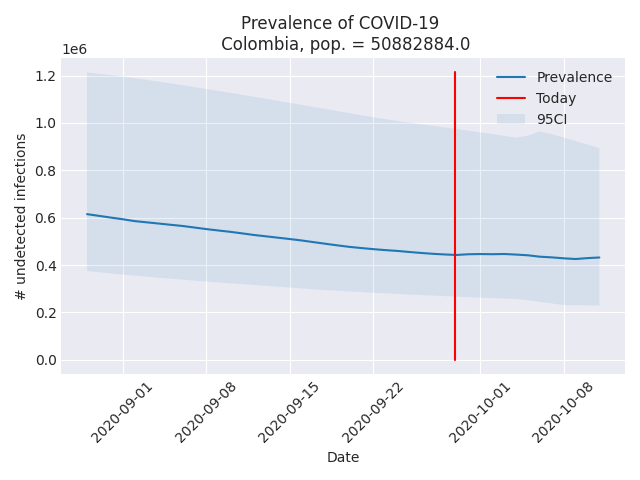 Prevalence of COVID-19
Colombia, pop. = 50882884.0
1e6
1.2
1.0
0.8
0.6
0.4
0.2
0.0
# undetected infections
Prevalence
Today
95CI
2020-09-01
2020-09-08
2020-09-15
2020-09-22
2020-10-01
2020-10-08
Date